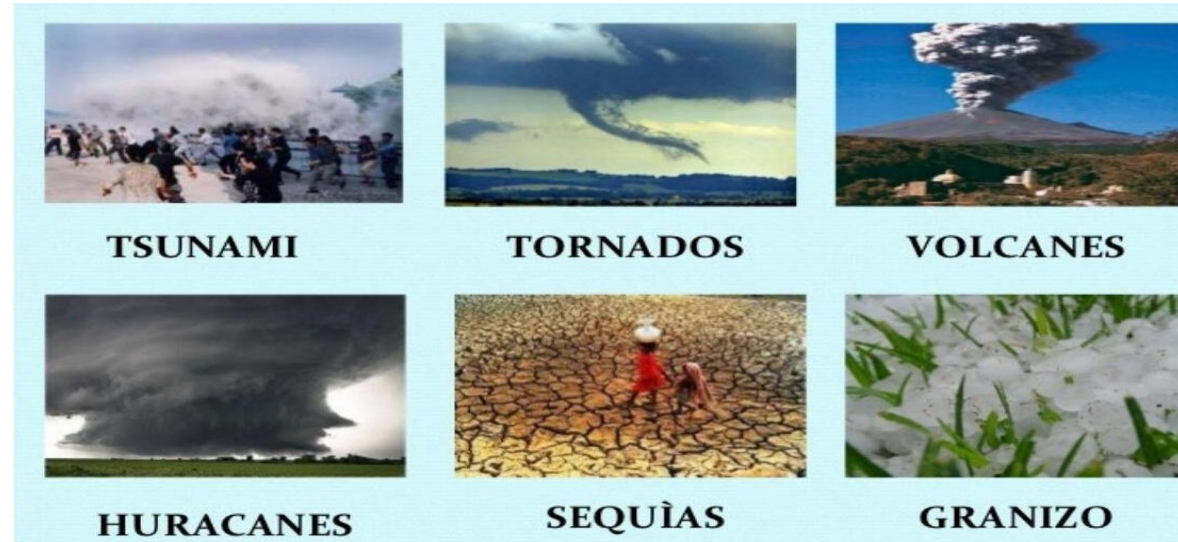 TSUNAMI
TORNADOS
VOLCANES
HURACANES
SEQUÌAS
GRANIZO